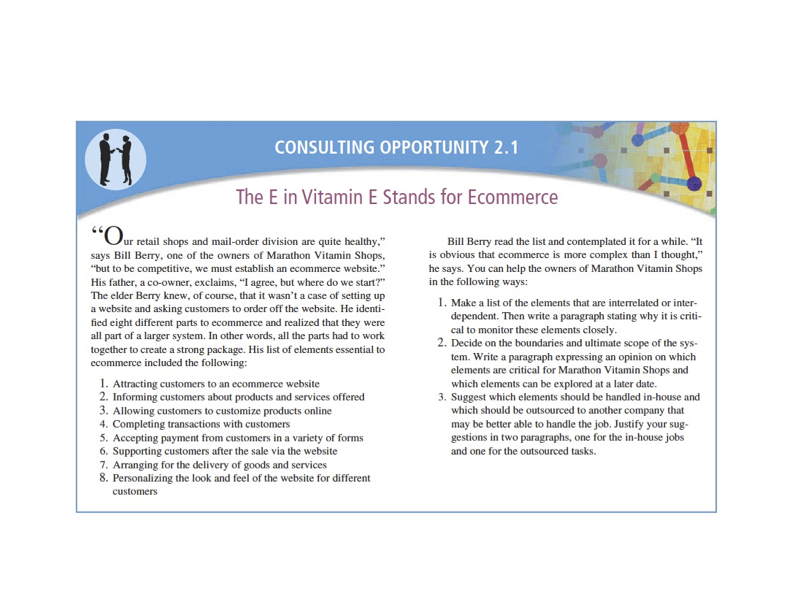 CONSULTING OPPORTUNITY 2.1
The E in Vitamin E Stands for Ecommerce
“Our retail shops and mail-order division are quite healthy,”
says Bill Berry, one of the owners of Marathon Vitamin Shops,
“but to be competitive, we must establish an ecommerce website.”
His father, a co-owner, exclaims, “I agree, but where do we start?”
The elder Berry knew, of course, that it wasn’t a case of setting up
a website and asking customers to order off the website. He identi-
fied eight different parts to ecommerce and realized that they were
all part of a larger system. In other words, all the parts had to work
together to create a strong package. His list of elements essential to
ecommerce included the following:
1. Attracting customers to an ecommerce website
2. Informing customers about products and services offered
3. Allowing customers to customize products online
4. Completing transactions with customers
5. Accepting payment from customers in a variety of forms
6. Supporting customers after the sale via the website
7. Arranging for the delivery of goods and services
8. Personalizing the look and feel of the website for different
customers
Bill Berry read the list and contemplated it for a while. “It
is obvious that ecommerce is more complex than I thought,”
he says. You can help the owners of Marathon Vitamin Shops
in the following ways:
1. Make a list of the elements that are interrelated or inter-
dependent. Then write a paragraph stating why it is criti-
cal to monitor these elements closely.
2. Decide on the boundaries and ultimate scope of the sys-
tem. Write a paragraph expressing an opinion on which
elements are critical for Marathon Vitamin Shops and
which elements can be explored at a later date.
3. Suggest which elements should be handled in-house and
which should be outsourced to another company that
may be better able to handle the job. Justify your sug-
gestions in two paragraphs, one for the in-house jobs
and one for the outsourced tasks.